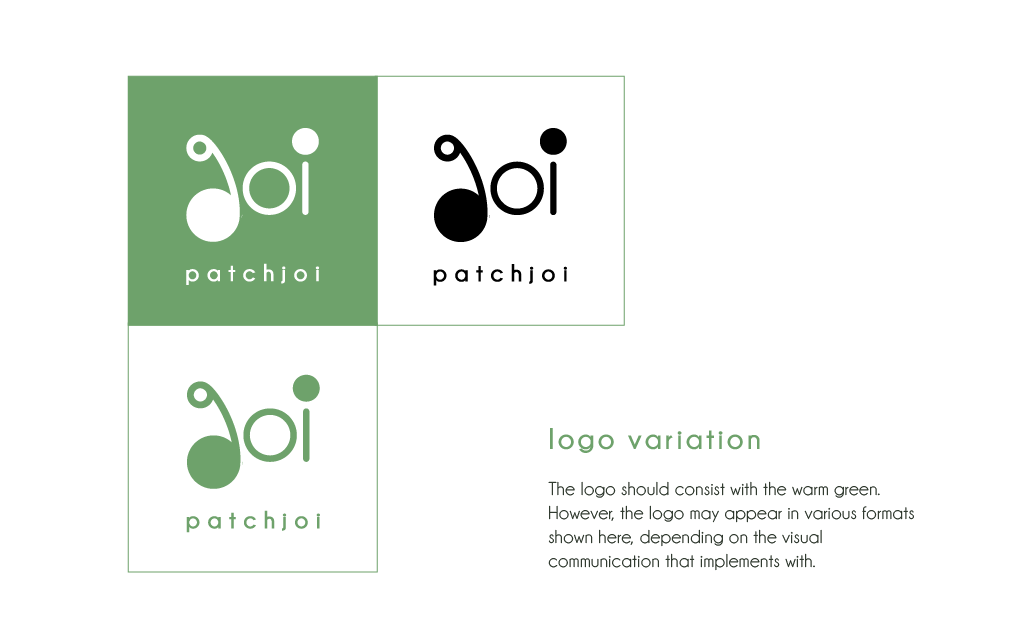 joi
joi
patchjoi
patchjoi
joi
patchjoi
logo variation
The logo should consist with the warm green.
However, the logo may appear in various formats
shown here, depending on the visual
communication that implements with.